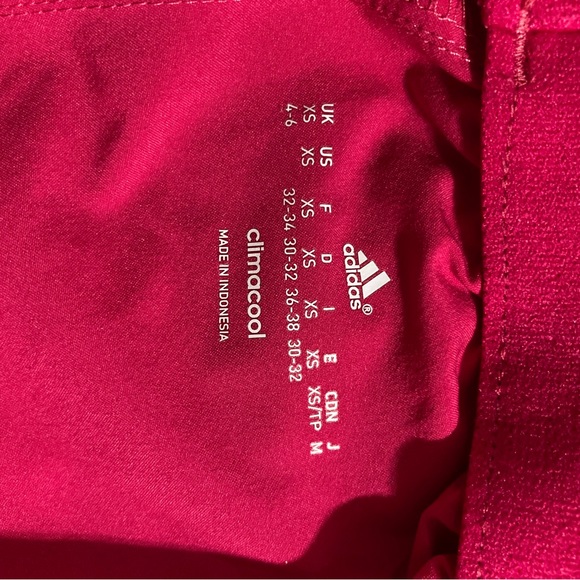 adidas®
UK US F D I E CDN J
XS XS XS XS XS XS XS/TP M
4-6 32-34 30-32 36-38 30-32
climacool
MADE IN INDONESIA